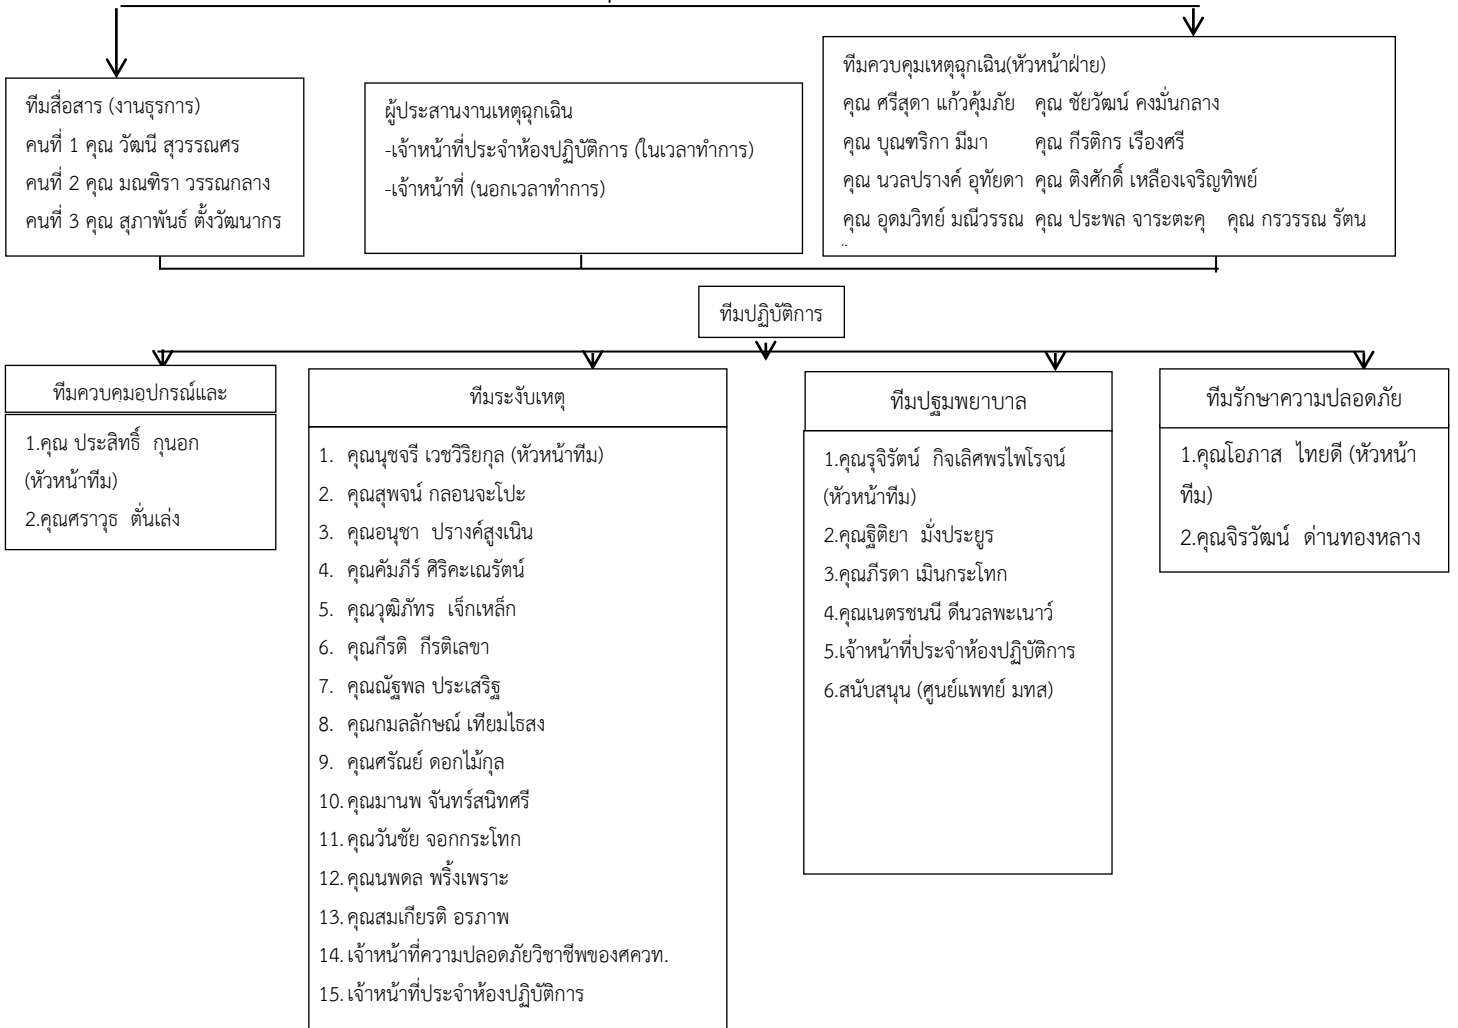 ทีมสื่อสาร (งานธุรการ)
คนที่ 1 คุณ วัฒนี สุวรรณศร
คนที่ 2 คุณ มณฑิรา วรรณกลาง
คนที่ 3 คุณ สุภาพันธ์ ตั้งวัฒนากร
ผู้ประสานงานเหตุฉุกเฉิน
-เจ้าหน้าที่ประจำห้องปฏิบัติการ (ในเวลาทำการ)
-เจ้าหน้าที่ (นอกเวลาทำการ)
ทีมควบคุมเหตุฉุกเฉิน(หัวหน้าฝ่าย)
คุณ ศรีสุดา แก้วคุ้มภัย คุณ ชัยวัฒน์ คงมั่นกลาง
คุณ บุณฑริกา มีมา คุณ กีรติกร เรืองศรี
คุณ นวลปรางค์ อุทัยดา คุณ ติงศักดิ์ เหลืองเจริญทิพย์
คุณ อุดมวิทย์ มณีวรรณ คุณ ประพล จาระตะคุ คุณ กรวรรณ รัตน
ทีมปฏิบัติการ
ทีมควบคุมอุปกรณ์และ
1.คุณ ประสิทธิ์ กุนอก
(หัวหน้าทีม)
2.คุณศราวุธ ตั่นเล่ง
ทีมระงับเหตุ
1. คุณนุชจรี เวชวิริยกุล (หัวหน้าทีม)
2. คุณสุพจน์ กลอนจะโปะ
3. คุณอนุชา ปรางค์สูงเนิน
4. คุณคัมภีร์ ศิริคะเณรัตน์
5. คุณวุฒิภัทร เจ็กเหล็ก
6. คุณกีรติ กีรติเลขา
7. คุณณัฐพล ประเสริฐ
8. คุณกมลลักษณ์ เทียมไธสง
9. คุณศรัณย์ ดอกไม้กุล
10. คุณมานพ จันทร์สนิทศรี
11. คุณวันชัย จอกกระโทก
12. คุณนพดล พริ้งเพราะ
13. คุณสมเกียรติ อรภาพ
14. เจ้าหน้าที่ความปลอดภัยวิชาชีพของศควท.
15. เจ้าหน้าที่ประจำห้องปฏิบัติการ
ทีมปฐมพยาบาล
1.คุณรุจิรัตน์ กิจเลิศพรไพโรจน์
(หัวหน้าทีม)
2.คุณฐิติยา มั่งประยูร
3.คุณภีรดา เมินกระโทก
4.คุณเนตรชนนี ดีนวลพะเนาว์
5.เจ้าหน้าที่ประจำห้องปฏิบัติการ
6.สนับสนุน (ศูนย์แพทย์ มทส)
ทีมรักษาความปลอดภัย
1.คุณโอภาส ไทยดี (หัวหน้า
ทีม)
2.คุณจิรวัฒน์ ด่านทองหลาง